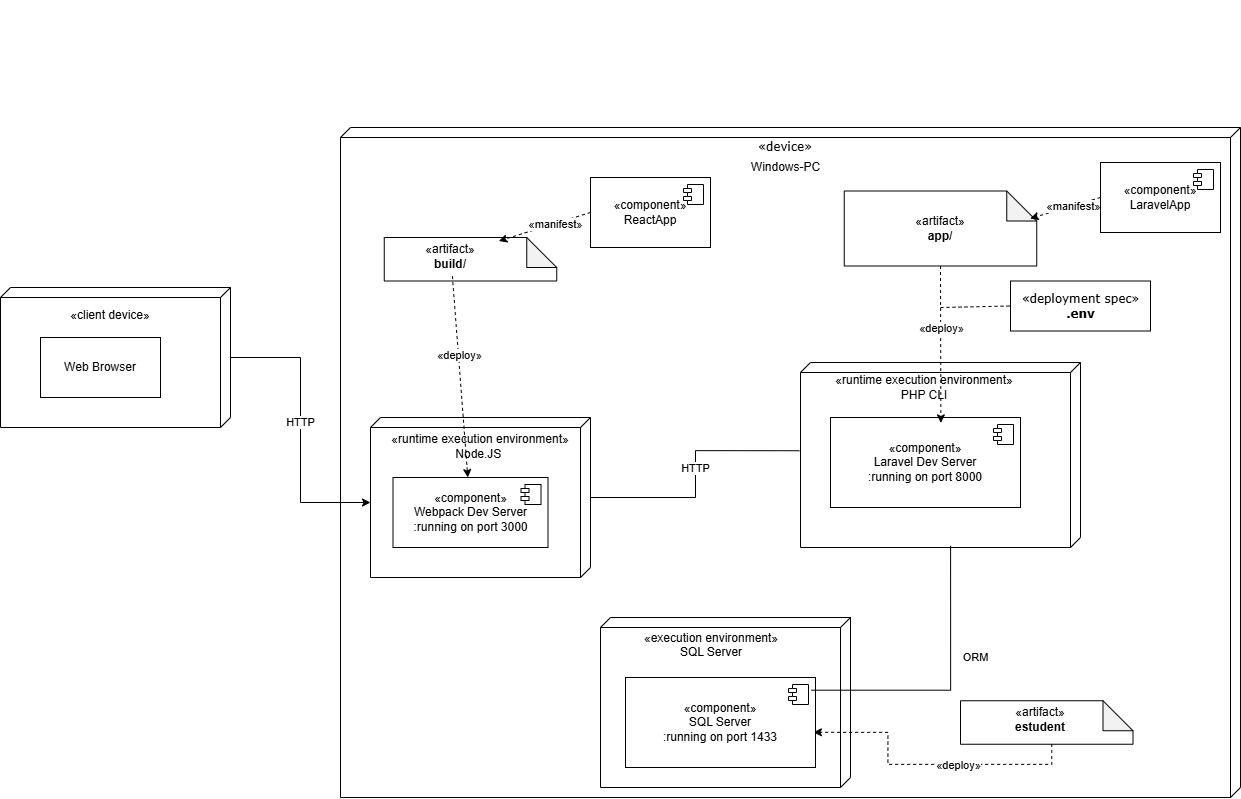 «device»
Windows-PC
«component»
ReactApp
«manifest»
«artifact»
build/
«component»
LaravelApp
«manifest»
«artifact»
app/
«deployment spec»
.env
«deploy»
«client device»
Web Browser
HTTP
«deploy»
«runtime execution environment»
Node.JS
«component»
Webpack Dev Server
:running on port 3000
HTTP
«runtime execution environment»
PHP CLI
«component»
Laravel Dev Server
:running on port 8000
ORM
«execution environment»
SQL Server
«component»
SQL Server
:running on port 1433
«artifact»
estudent
«deploy»